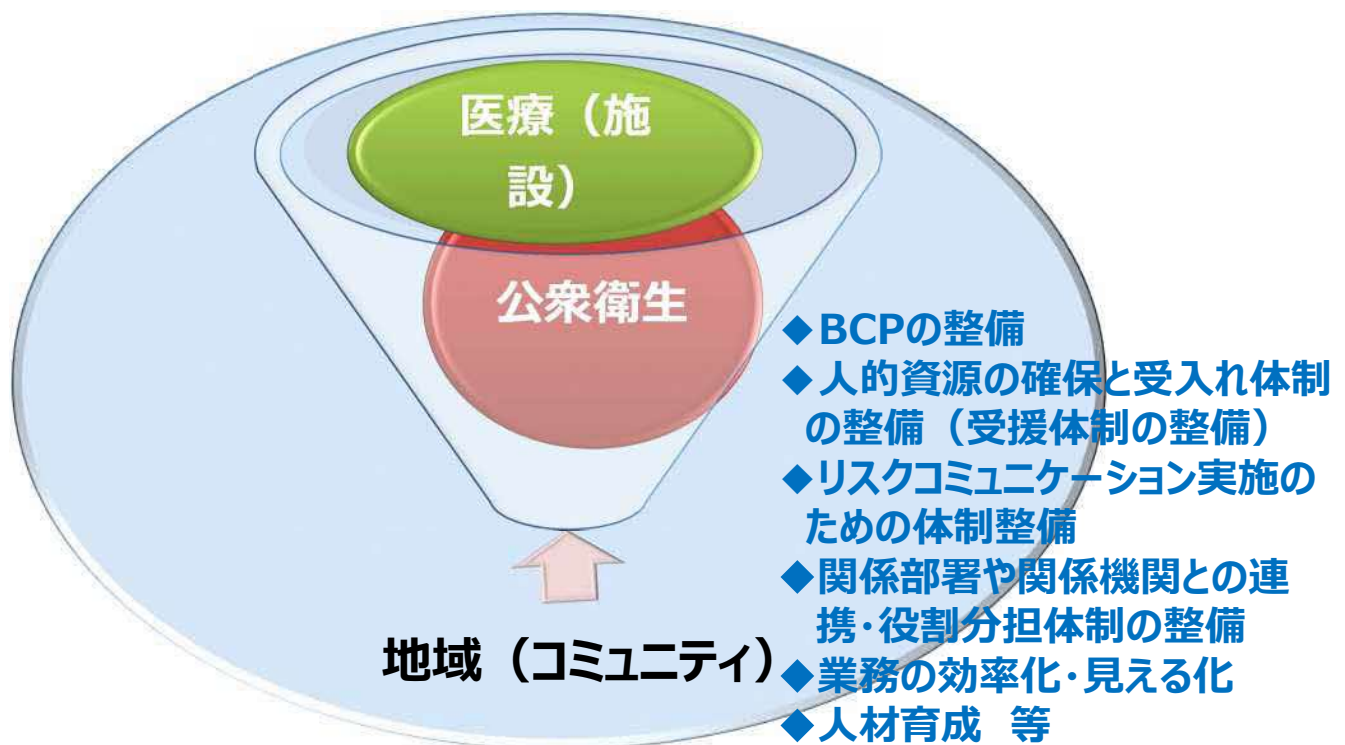 医療（施
設）
公衆衛生
◆BCPの整備
◆人的資源の確保と受入れ体制
の整備（受援体制の整備）
◆リスクコミュニケーション実施の
ための体制整備
◆関係部署や関係機関との連
携・役割分担体制の整備
地域（コミュニティ）
◆業務の効率化・見える化
◆人材育成 等